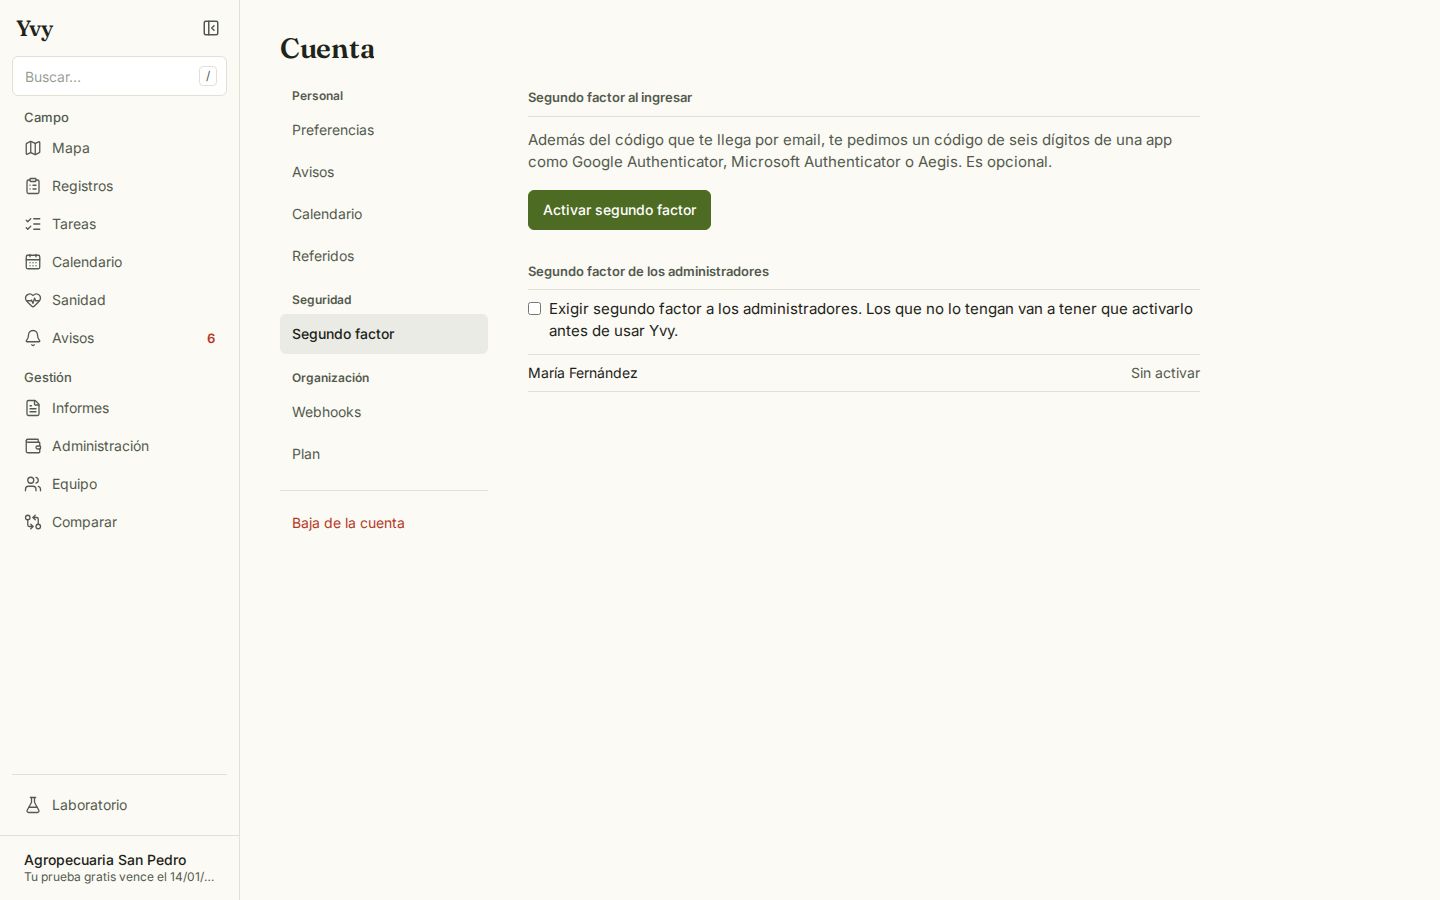 Yvy
Buscar...
/
Campo
Mapa
Registros
Tareas
Calendario
Sanidad
Avisos
6
Gestión
Informes
Administración
Equipo
Comparar
Laboratorio
Agropecuaria San Pedro
Tu prueba gratis vence el 14/01/...
Cuenta
Personal
Preferencias
Avisos
Calendario
Referidos
Seguridad
Segundo factor
Organización
Webhooks
Plan
Baja de la cuenta
Segundo factor al ingresar
Además del código que te llega por email, te pedimos un código de seis dígitos de una app
como Google Authenticator, Microsoft Authenticator o Aegis. Es opcional.
Activar segundo factor
Segundo factor de los administradores
Exigir segundo factor a los administradores. Los que no lo tengan van a tener que activarlo
antes de usar Yvy.
María Fernández
Sin activar